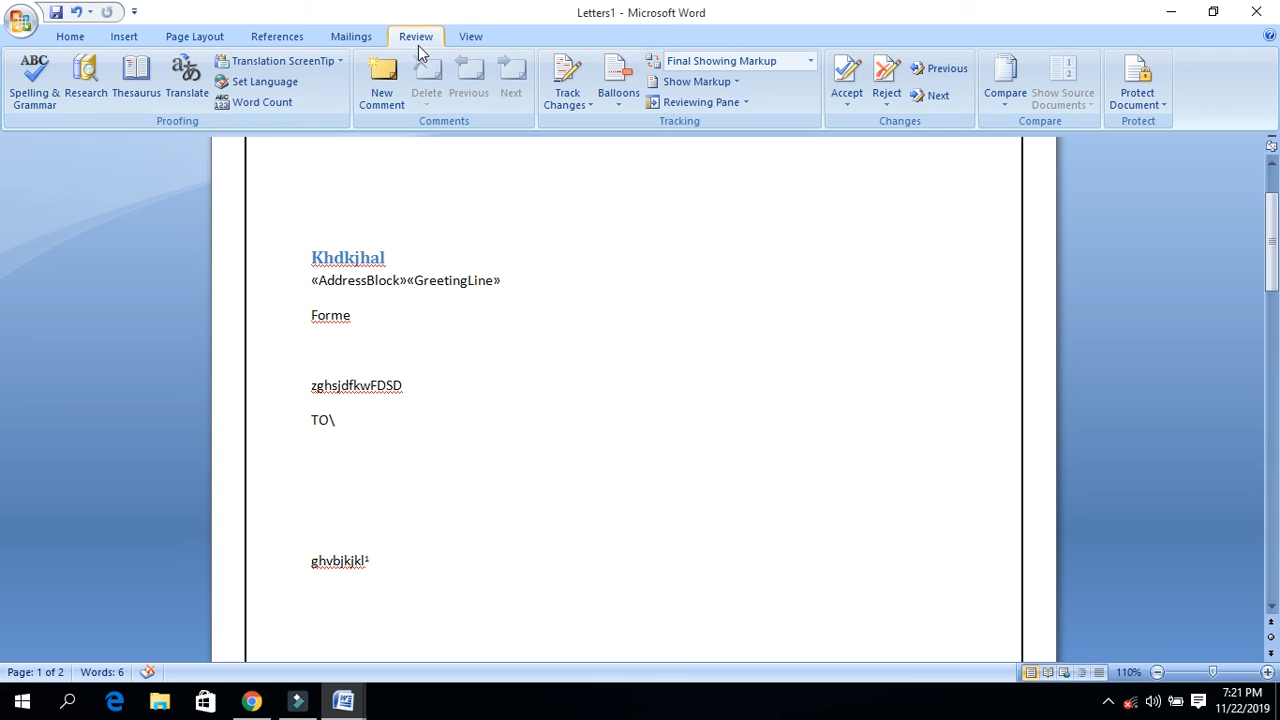 Letters1 - Microsoft Word
Home Insert Page Layout References Mailings Review View
ABC
Spelling & Grammar
Research
Thesaurus
Translate
Translation ScreenTip
Set Language
ABC 123 Word Count
Proofing
New Comment
Delete
Previous
Next
Comments
Track Changes
Balloons
Final Showing Markup
Show Markup
Reviewing Pane
Tracking
Accept
Reject
Previous
Next
Changes
Compare
Show Source Documents
Compare
Protect Document
Protect
Khdkjhal
«AddressBlock»«GreetingLine»
Forme
zghsjdfkwFDSD
TO\
ghvbjkjkl¹
Page: 1 of 2 Words: 6 110%
7:21 PM
11/22/2019